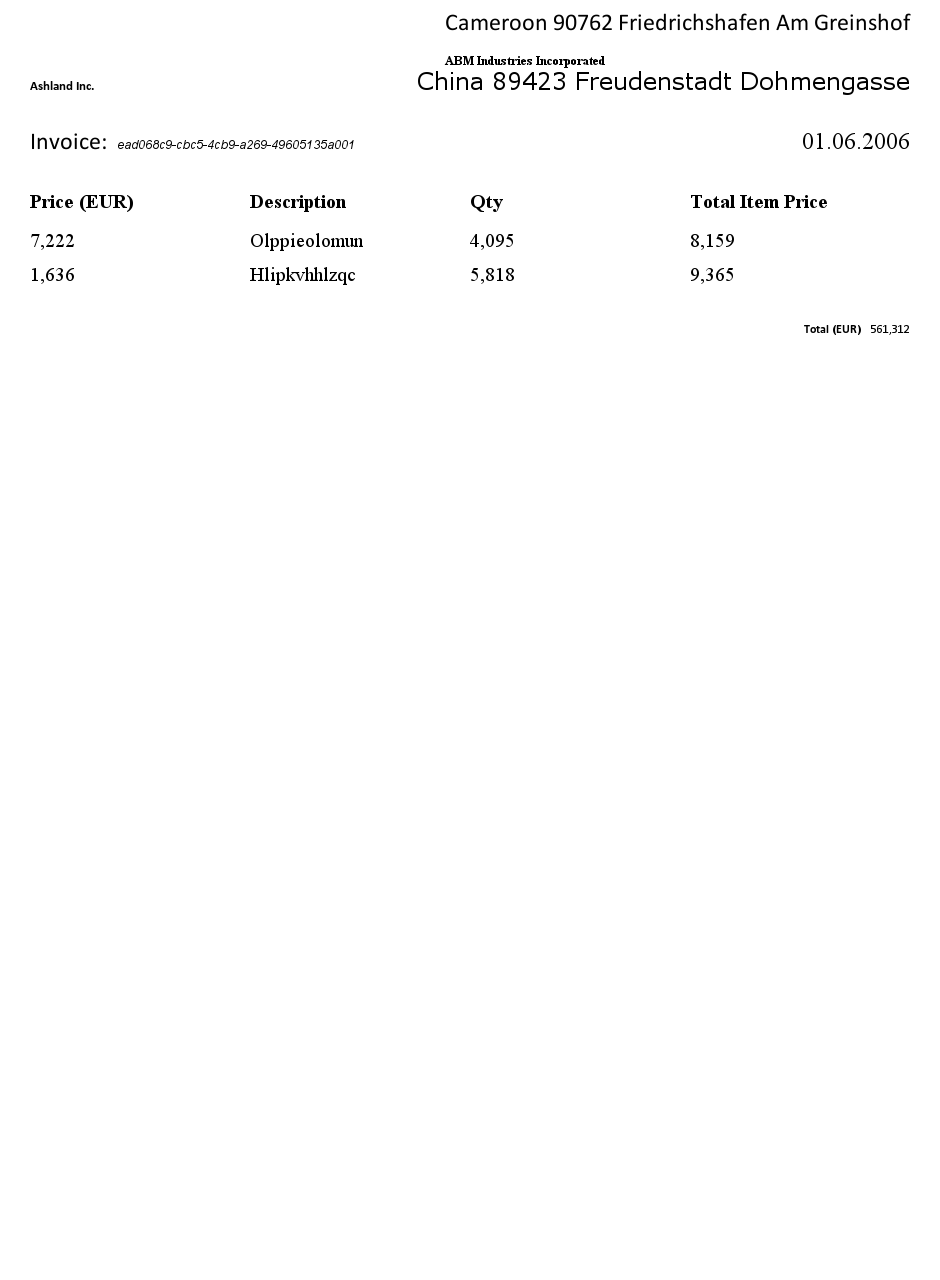 Cameroon 90762 Friedrichshafen Am Greinshof
ABM Industries Incorporated
Ashland Inc.
China 89423 Freudenstadt Dohmengasse
Invoice: ead068c9-cbc5-4cb9-a269-49605135a001 01.06.2006
Price (EUR) Description Qty Total Item Price
7,222 Olppieolomun 4,095 8,159
1,636 Hlipkvhhlzqc 5,818 9,365
Total (EUR) 561,312